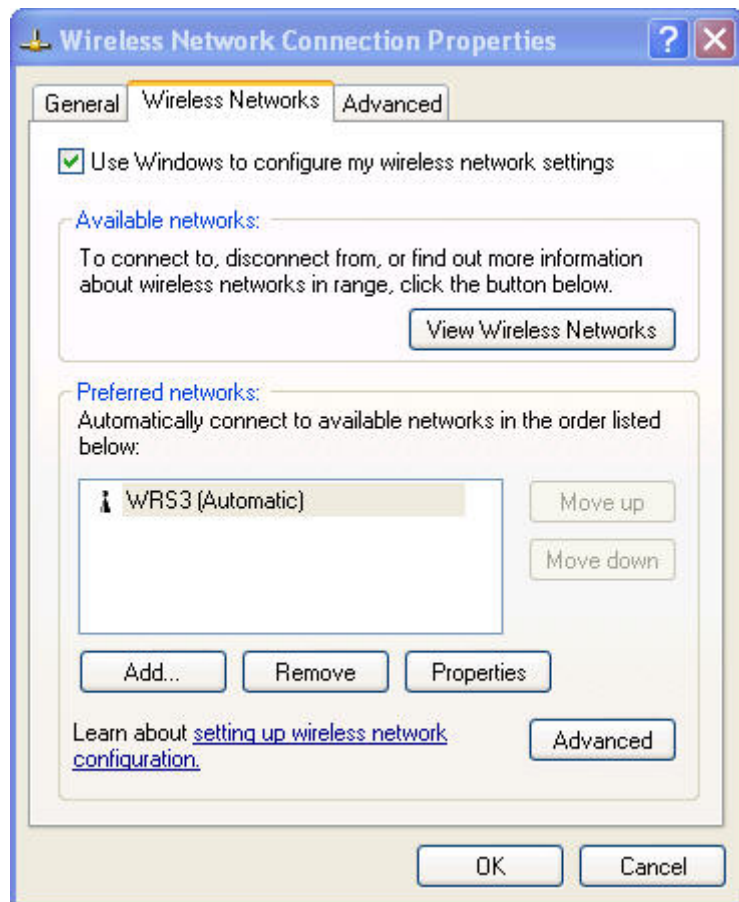 Wireless Network Connection Properties
General Wireless Networks Advanced
Use Windows to configure my wireless network settings
Available networks:
To connect to, disconnect from, or find out more information
about wireless networks in range, click the button below.
View Wireless Networks
Preferred networks:
Automatically connect to available networks in the order listed
below:
WRS3 (Automatic)
Move up
Move down
Add... Remove Properties
Learn about setting up wireless network
configuration.
Advanced
OK Cancel